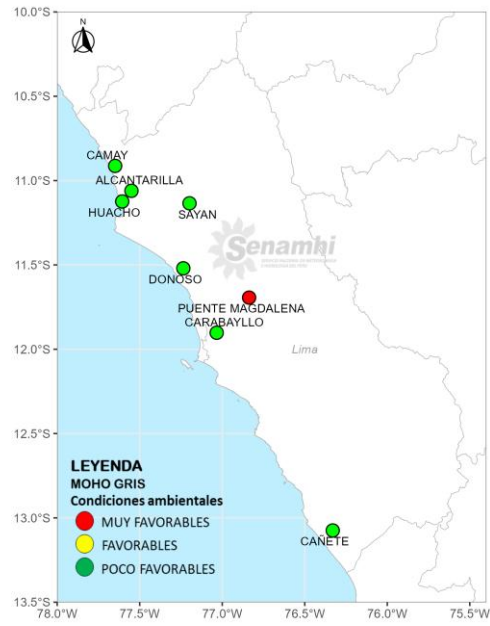 10.0°S
N
10.5°S
CAMAY
11.0°S
ALCANTARILLA
HUACHO
SAYAN
Senamhi
11.5°S
DONOSO
PUENTE MAGDALENA
CARABAYLLO
12.0°S
Lima
12.5°S
LEYENDA
MOHO GRIS
Condiciones ambientales
MUY FAVORABLES
13.0°S
FAVORABLES
CAÑETE
POCO FAVORABLES
13.5°S
78.0°W 77.5°W 77.0°W 76.5°W 76.0°W 75.5°W